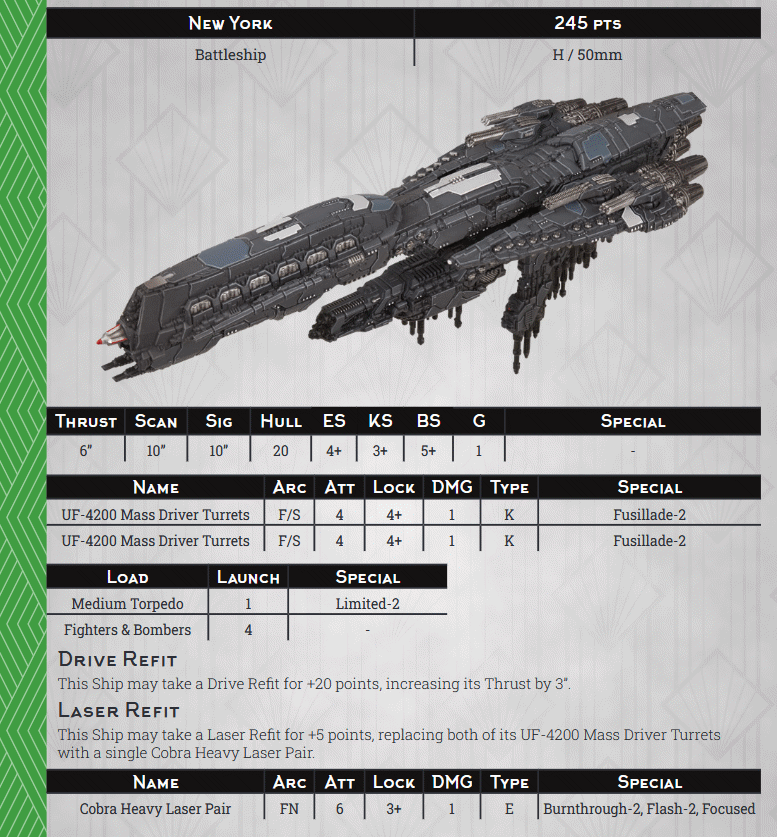 New York 245 pts
Battleship H / 50mm
Thrust Scan Sig Hull ES KS BS G Special
6” 10” 10” 20 4+ 3+ 5+ 1 -
Name Arc Att Lock DMG Type Special
UF-4200 Mass Driver Turrets F/S 4 4+ 1 K Fusillade-2
UF-4200 Mass Driver Turrets F/S 4 4+ 1 K Fusillade-2
Load Launch Special
Medium Torpedo 1 Limited-2
Fighters & Bombers 4 -
Drive Refit
This Ship may take a Drive Refit for +20 points, increasing its Thrust by 3”.
Laser Refit
This Ship may take a Laser Refit for +5 points, replacing both of its UF-4200 Mass Driver Turrets
with a single Cobra Heavy Laser Pair.
Name Arc Att Lock DMG Type Special
Cobra Heavy Laser Pair FN 6 3+ 1 E Burnthrough-2, Flash-2, Focused